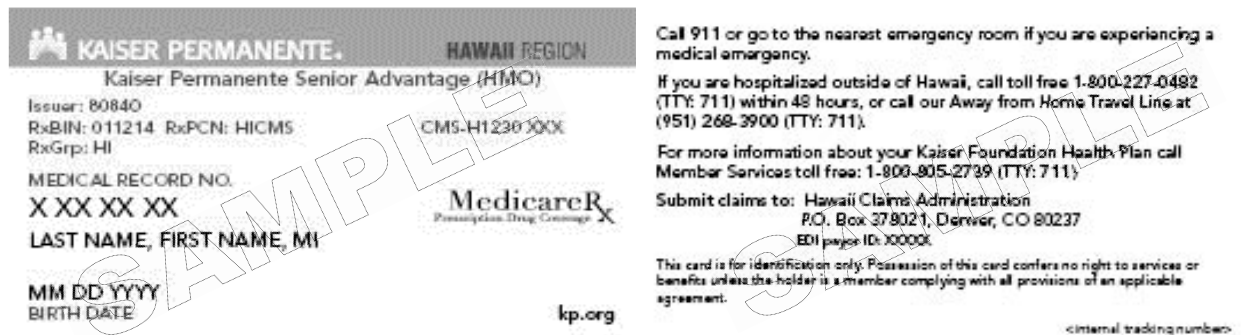 KAISER PERMANENTE®
HAWAII REGION
Kaiser Permanente Senior Advantage (HMO)
Issuer: 80840
RxBIN: 011214 RxPCN: HICMS CMS-H1230 XXX
RxGrp: HI
MEDICAL RECORD NO.
X XX XX XX
MedicareRx
Prescription Drug Coverage
LAST NAME, FIRST NAME, MI
MM DD YYYY
BIRTH DATE
kp.org
SAMPLE
Call 911 or go to the nearest emergency room if you are experiencing a
medical emergency.
If you are hospitalized outside of Hawaii, call toll free 1-800-227-0482
(TTY: 711) within 48 hours, or call our Away from Home Travel Line at
(951) 268-3900 (TTY: 711).
For more information about your Kaiser Foundation Health Plan call
Member Services toll free: 1-800-805-2739 (TTY: 711)
Submit claims to: Hawaii Claims Administration
P.O. Box 378021, Denver, CO 80237
EDI payor ID: XXXXX
This card is for identification only. Possession of this card confers no right to services or
benefits unless the holder is a member complying with all provisions of an applicable
agreement.
<internal tracking number>
SAMPLE